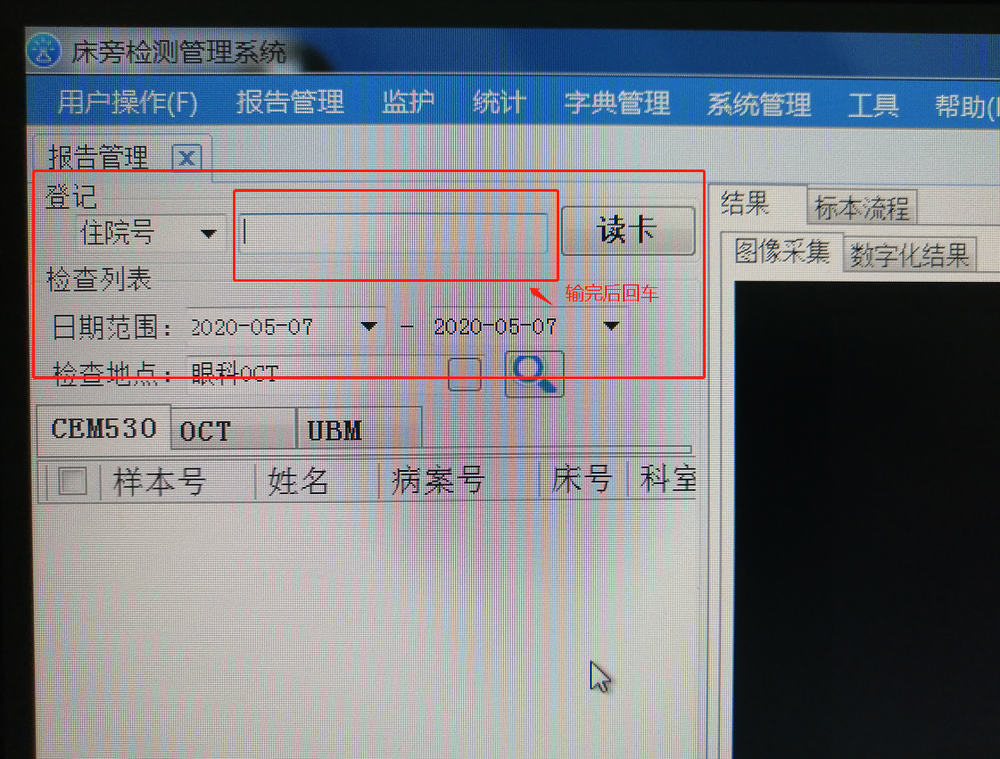 床旁检测管理系统
用户操作(F) 报告管理 监护 统计 字典管理 系统管理 工具 帮助(
报告管理 X
登记
住院号 读卡
检查列表
输完后回车
日期范围: 2020-05-07 - 2020-05-07
检查地点: 眼科OCT
CEM530 OCT UBM
样本号 姓名 病案号 床号 科室
结果 标本流程
图像采集 数字化结果